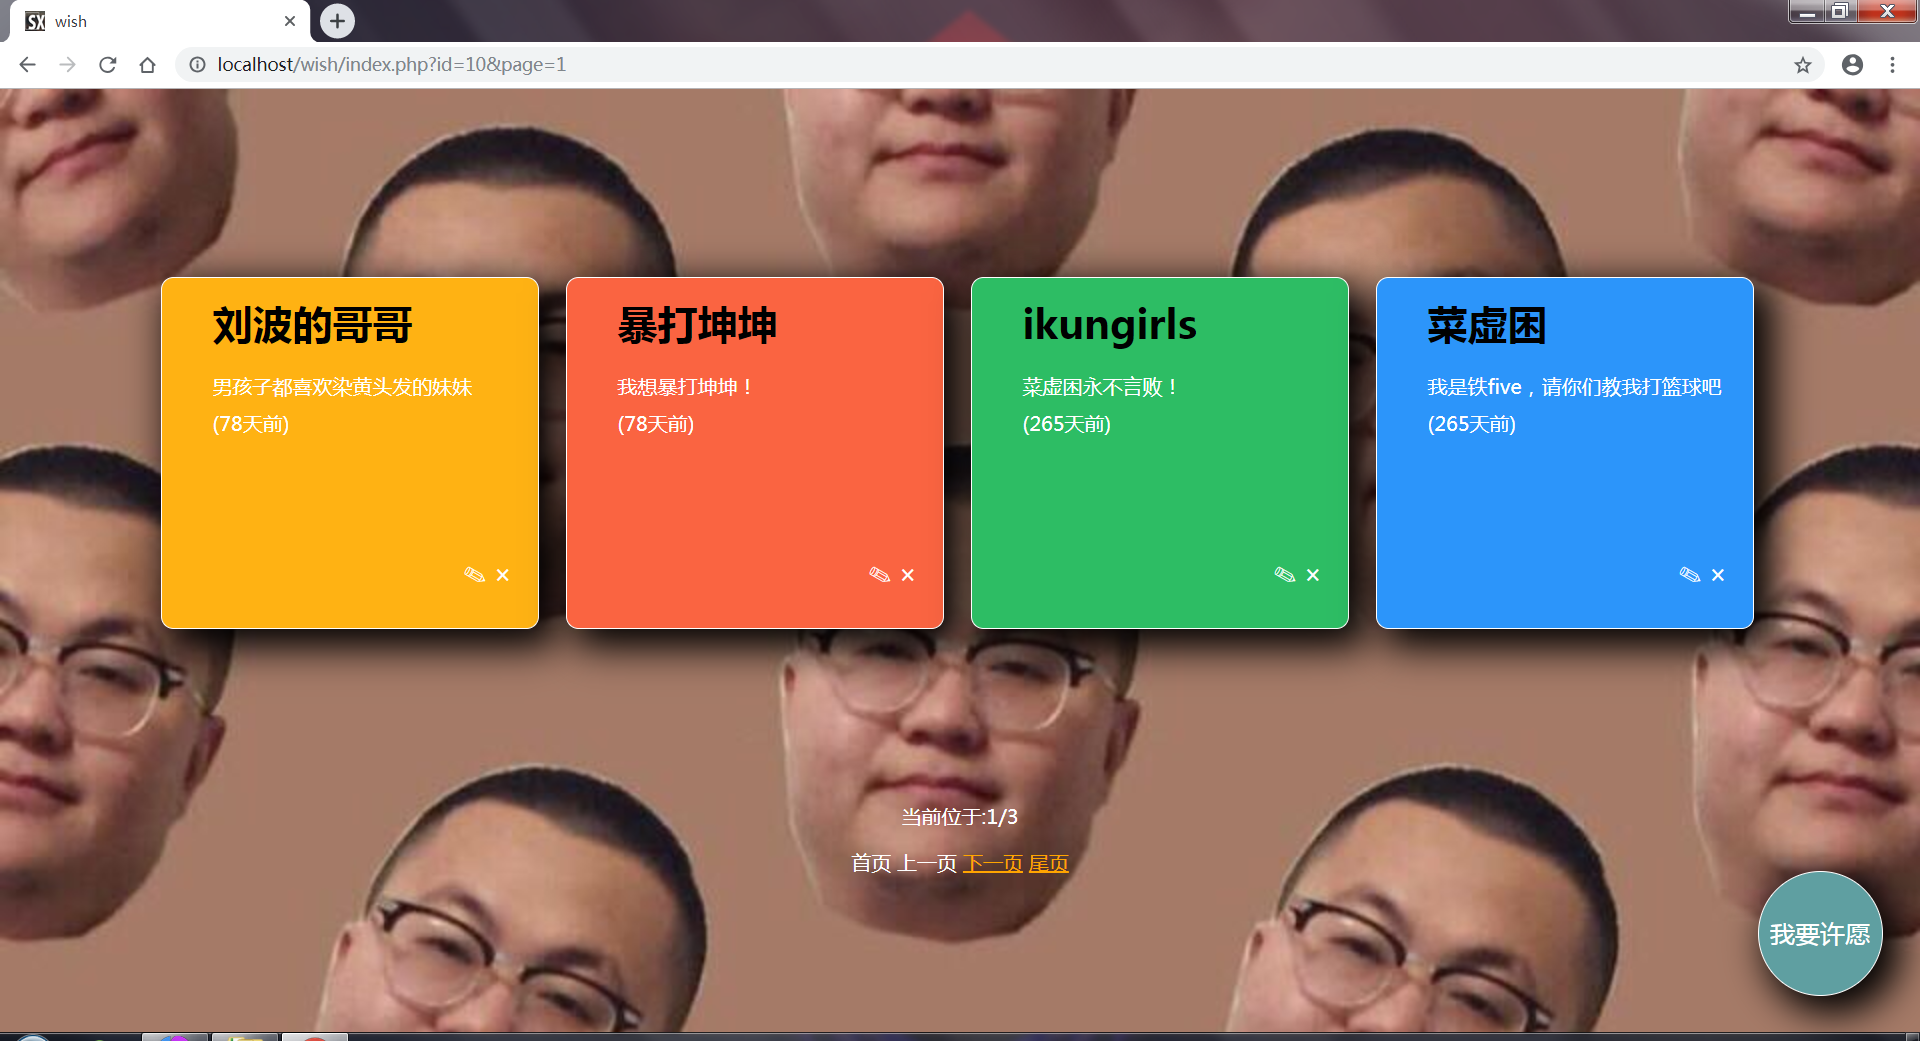 SX wish
localhost/wish/index.php?id=10&page=1
刘波的哥哥
男孩子都喜欢染黄头发的妹妹
(78天前)
暴打坤坤
我想暴打坤坤！
(78天前)
ikungirls
菜虚困永不言败！
(265天前)
菜虚困
我是铁five，请你们教我打篮球吧
(265天前)
当前位于:1/3
首页 上一页 下一页 尾页
我要许愿